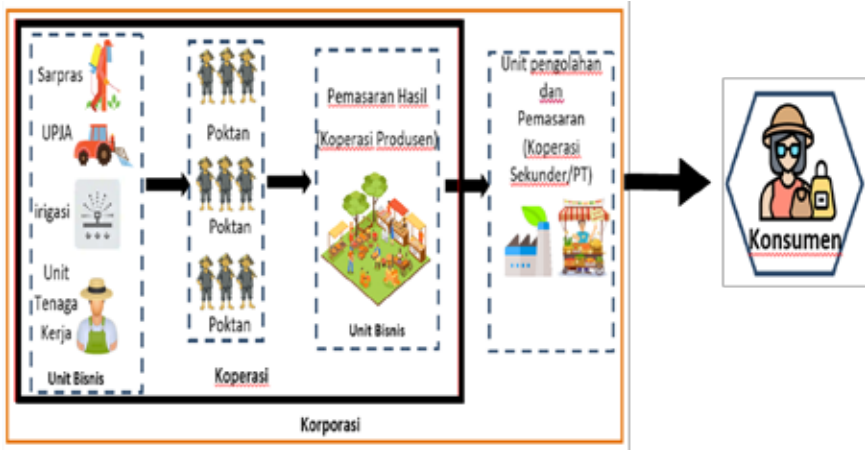 Sarpras
UPJA
irigasi
Unit
Tenaga
Kerja
Unit Bisnis
Poktan
Poktan
Poktan
Koperasi
Pemasaran Hasil
(Koperasi Produsen)
Unit Bisnis
Unit pengolahan
dan
Pemasaran
(Koperasi
Sekunder/PT)
Korporasi
Konsumen